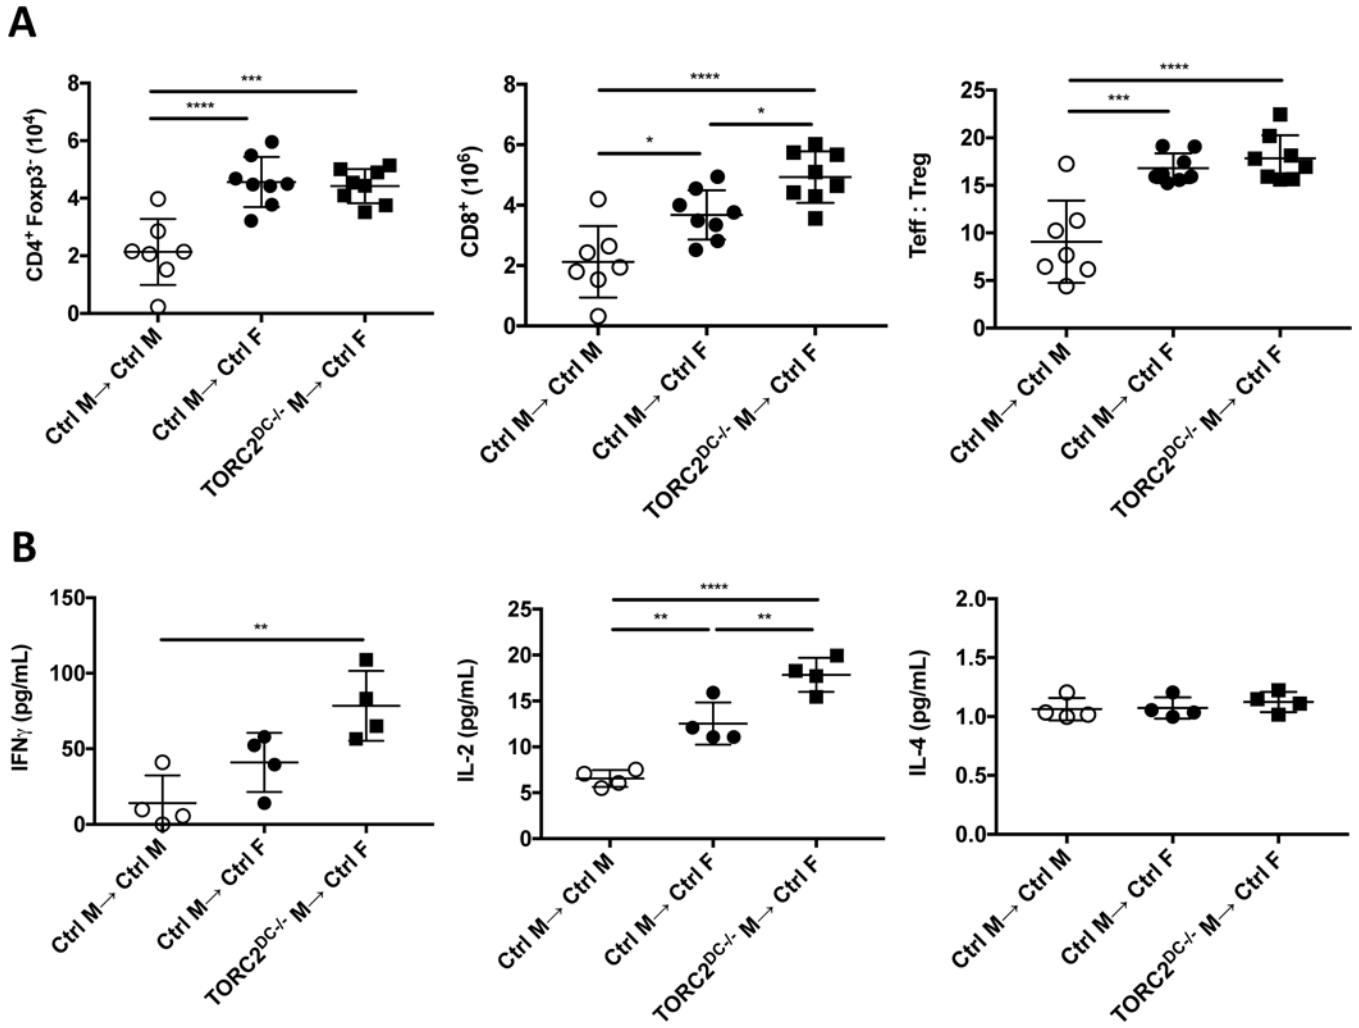 A
CD4⁺ Foxp3⁻ (10⁴)
8
6
4
2
0
***
****
Ctrl M→ Ctrl M
Ctrl M→ Ctrl F
TORC2ᴰᶜ⁻/⁻ M→ Ctrl F
CD8⁺ (10⁶)
8
6
4
2
0
****
*
*
Ctrl M→ Ctrl M
Ctrl M→ Ctrl F
TORC2ᴰᶜ⁻/⁻ M→ Ctrl F
Teff : Treg
25
20
15
10
5
0
****
***
Ctrl M→ Ctrl M
Ctrl M→ Ctrl F
TORC2ᴰᶜ⁻/⁻ M→ Ctrl F
B
IFNγ (pg/mL)
150
100
50
0
**
Ctrl M→ Ctrl M
Ctrl M→ Ctrl F
TORC2ᴰᶜ⁻/⁻ M→ Ctrl F
IL-2 (pg/mL)
25
20
15
10
5
0
****
**
**
Ctrl M→ Ctrl M
Ctrl M→ Ctrl F
TORC2ᴰᶜ⁻/⁻ M→ Ctrl F
IL-4 (pg/mL)
2.0
1.5
1.0
0.5
0.0
Ctrl M→ Ctrl M
Ctrl M→ Ctrl F
TORC2ᴰᶜ⁻/⁻ M→ Ctrl F